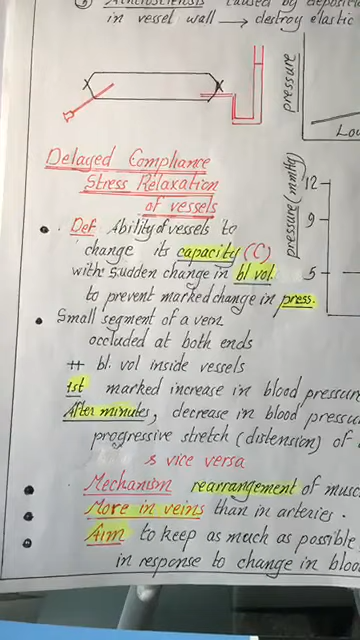 Atherosclerosis caused by deposit
in vessel wall → destroy elastic
pressure
Lo
Delayed Compliance
Stress Relaxation
of vessels
pressure (mmHg)
12
9
5
Def Ability of vessels to
change its capacity (C)
with sudden change in bl vol.
to prevent marked change in press.
Small segment of a vein
occluded at both ends
++ bl. vol inside vessels
1st marked increase in blood pressure
After minutes, decrease in blood pressu
progressive stretch (distension) of
& vice versa
Mechanism rearrangement of musc
More in veins than in arteries.
Aim to keep as much as possible
in response to change in bloo